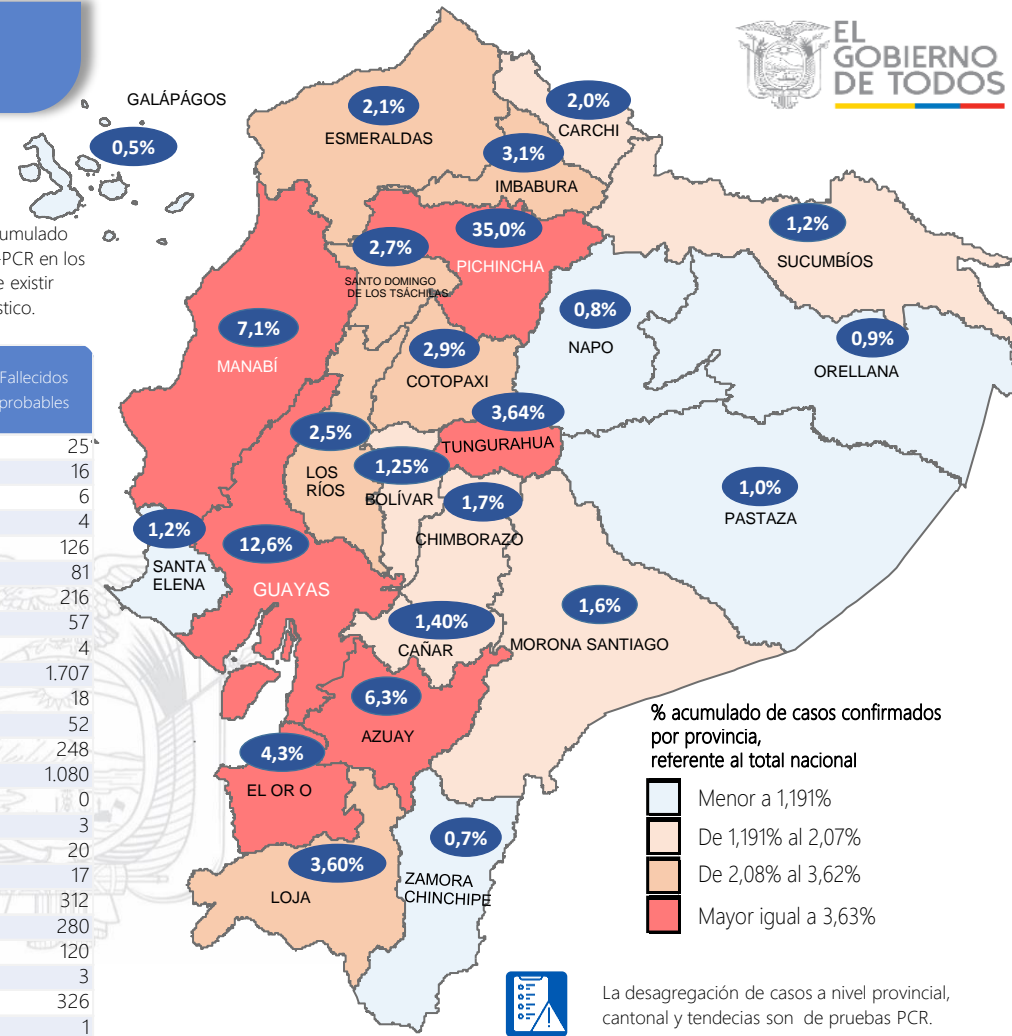 EL
GOBIERNO
DE TODOS
GALÁPÁGOS
0,5%
2,1%
ESMERALDAS
2,0%
CARCHI
3,1%
IMBABURA
umulado
-PCR en los
e existir
stico.
35,0%
PICHINCHA
2,7%
SANTO DOMINGO
DE LOS TSÁCHILAS
1,2%
SUCUMBÍOS
7,1%
MANABÍ
0,8%
NAPO
0,9%
ORELLANA
2,9%
COTOPAXI
3,64%
TUNGURAHUA
2,5%
LOS
RÍOS
1,25%
BOLÍVAR
1,7%
CHIMBORAZO
1,0%
PASTAZA
1,2%
SANTA
ELENA
12,6%
GUAYAS
1,40%
CAÑAR
1,6%
MORONA SANTIAGO
6,3%
AZUAY
4,3%
EL OR O
3,60%
LOJA
0,7%
ZAMORA
CHINCHIPE
Fallecidos
probables
25
16
6
4
126
81
216
57
4
1.707
18
52
248
1.080
0
3
20
17
312
280
120
3
326
1
% acumulado de casos confirmados
por provincia,
referente al total nacional
Menor a 1,191%
De 1,191% al 2,07%
De 2,08% al 3,62%
Mayor igual a 3,63%
La desagregación de casos a nivel provincial,
cantonal y tendecias son de pruebas PCR.